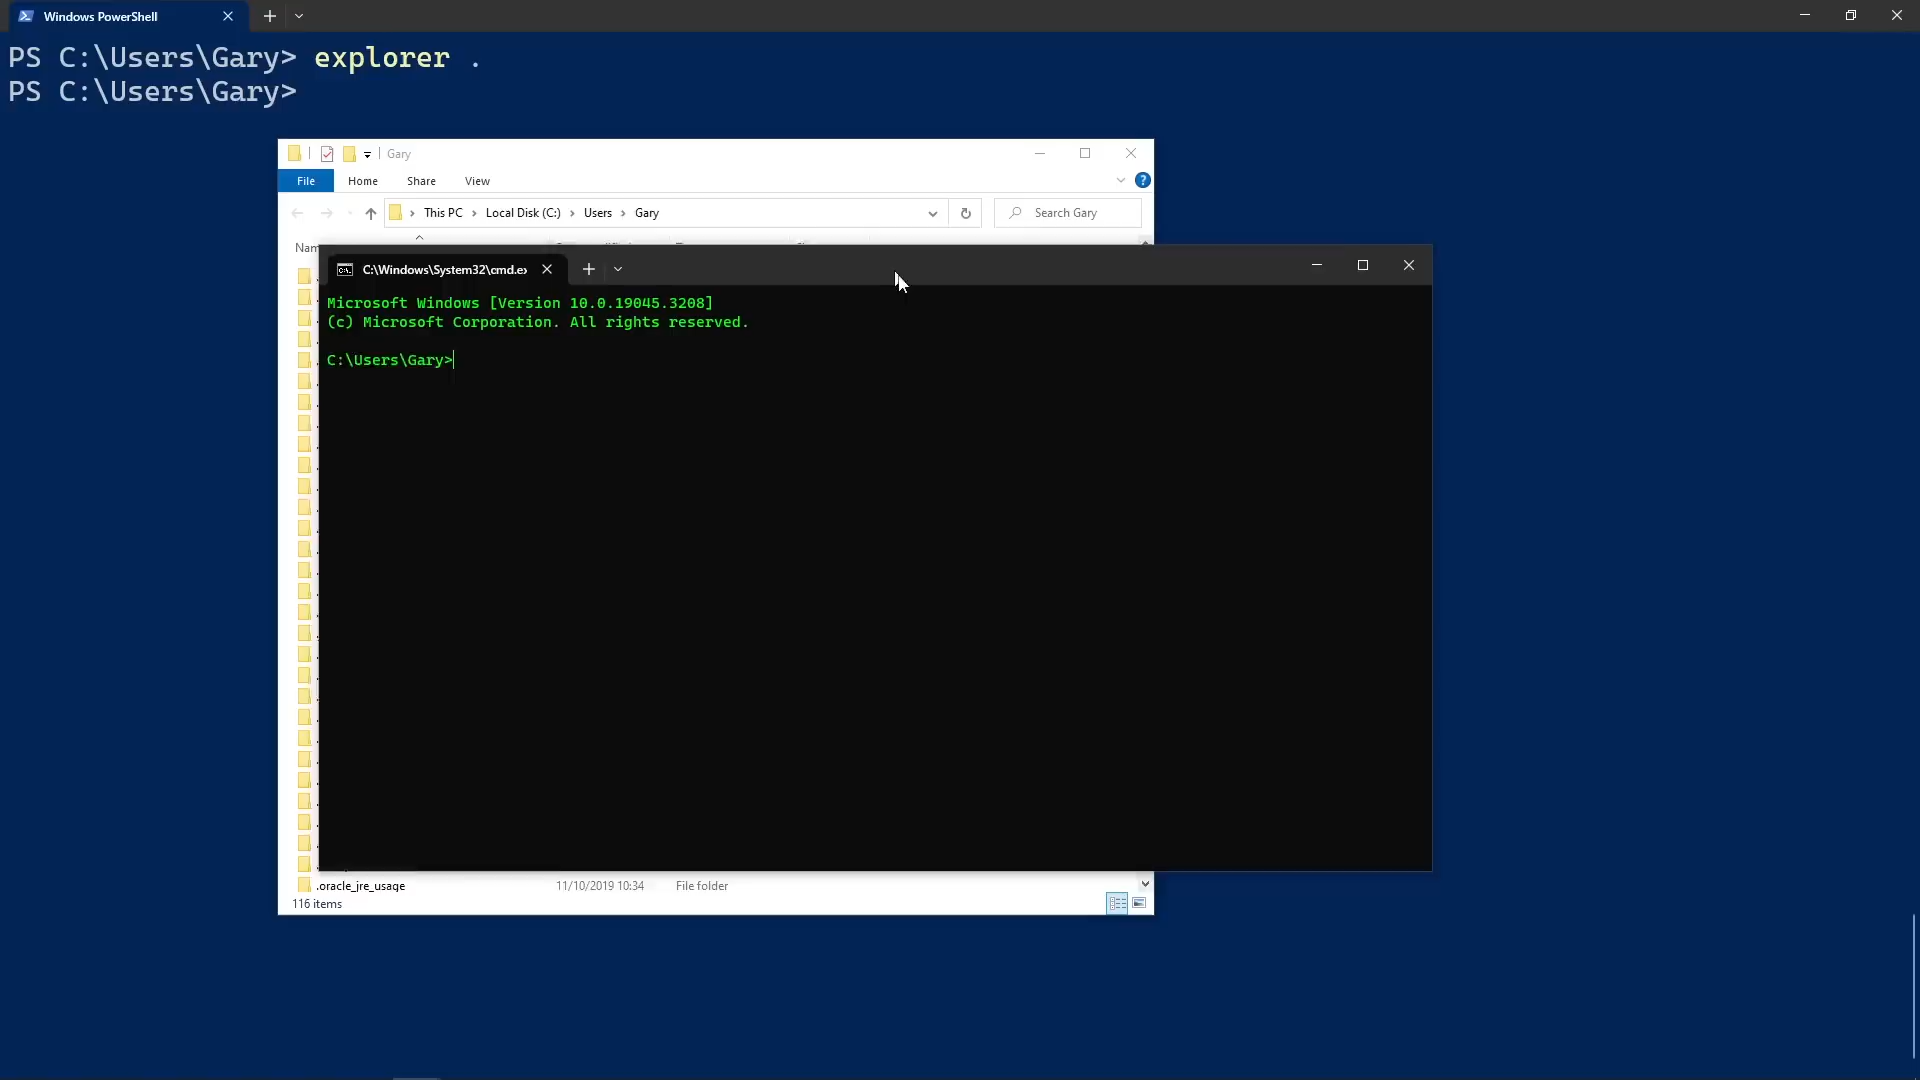 Windows PowerShell
PS C:\Users\Gary> explorer .
PS C:\Users\Gary>
Gary
File Home Share View
This PC > Local Disk (C:) > Users > Gary
Search Gary
C:\Windows\System32\cmd.ex
Microsoft Windows [Version 10.0.19045.3208]
(c) Microsoft Corporation. All rights reserved.
C:\Users\Gary>
.oracle_jre_usage 11/10/2019 10:34 File folder
116 items